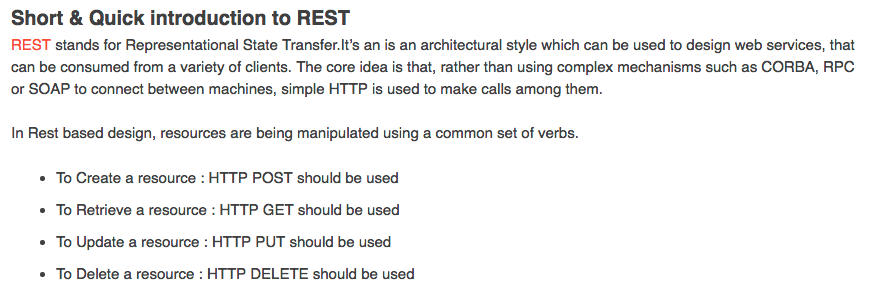 Short & Quick introduction to REST
REST stands for Representational State Transfer.It’s an is an architectural style which can be used to design web services, that
can be consumed from a variety of clients. The core idea is that, rather than using complex mechanisms such as CORBA, RPC
or SOAP to connect between machines, simple HTTP is used to make calls among them.
In Rest based design, resources are being manipulated using a common set of verbs.
• To Create a resource : HTTP POST should be used
• To Retrieve a resource : HTTP GET should be used
• To Update a resource : HTTP PUT should be used
• To Delete a resource : HTTP DELETE should be used